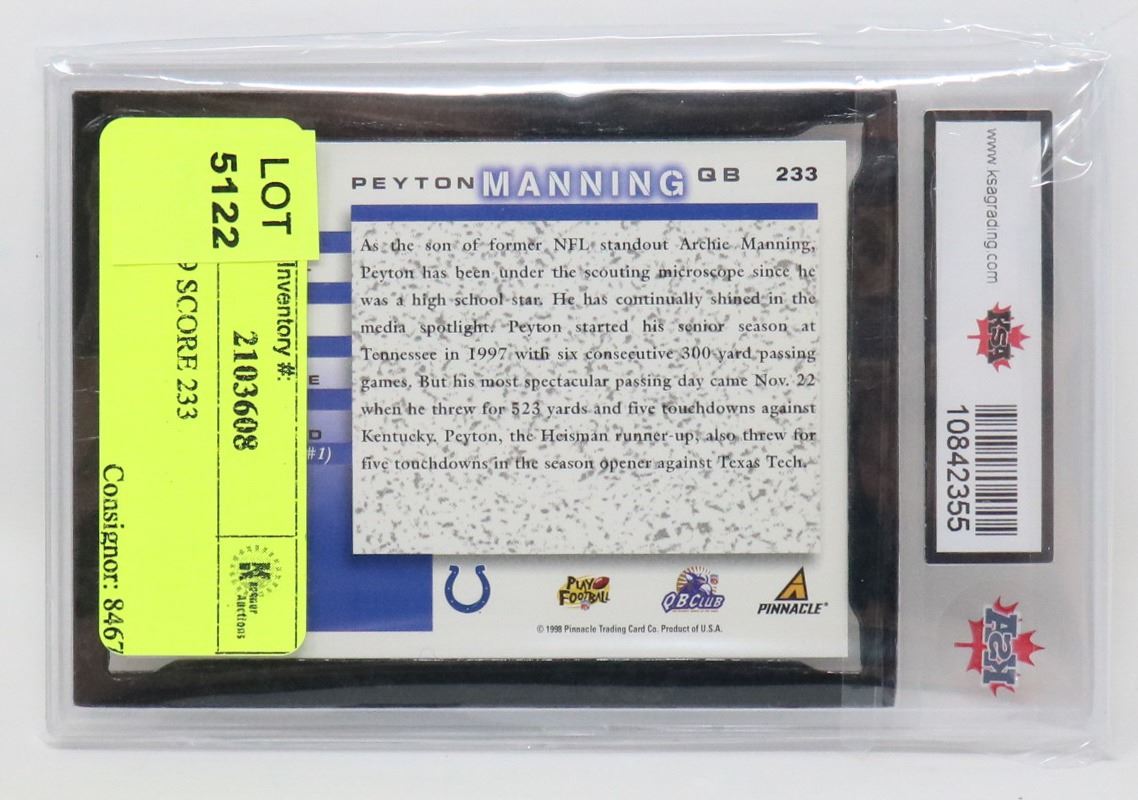 LOT
5122
Inventory #:
2103608
9 SCORE 233
Consignor: 8467
Auctions
PEYTON MANNING QB 233
As the son of former NFL standout Archie Manning,
Peyton has been under the scouting microscope since he
was a high school star. He has continually shined in the
media spotlight. Peyton started his senior season at
Tennessee in 1997 with six consecutive 300 yard passing
games. But his most spectacular passing day came Nov. 22
when he threw for 523 yards and five touchdowns against
Kentucky. Peyton, the Heisman runner-up, also threw for
five touchdowns in the season opener against Texas Tech.
E
D
#1)
PLAY
FOOTBALL
QB CLUB
PINNACLE
© 1998 Pinnacle Trading Card Co. Product of U.S.A.
www.ksagrading.com
KSA
10842355
KSA